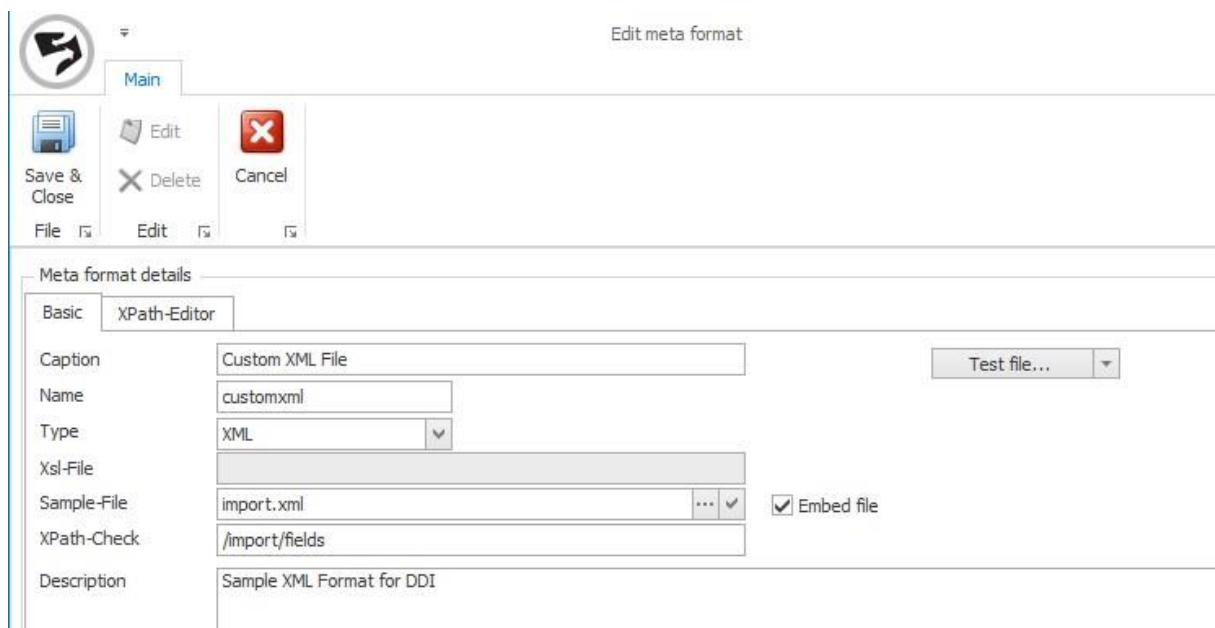 Edit meta format
Main
Save & Close
Edit
Delete
Cancel
File
Edit
Meta format details
Basic
XPath-Editor
Caption
Custom XML File
Test file...
Name
customxml
Type
XML
Xsl-File
Sample-File
import.xml
...
Embed file
XPath-Check
/import/fields
Description
Sample XML Format for DDI